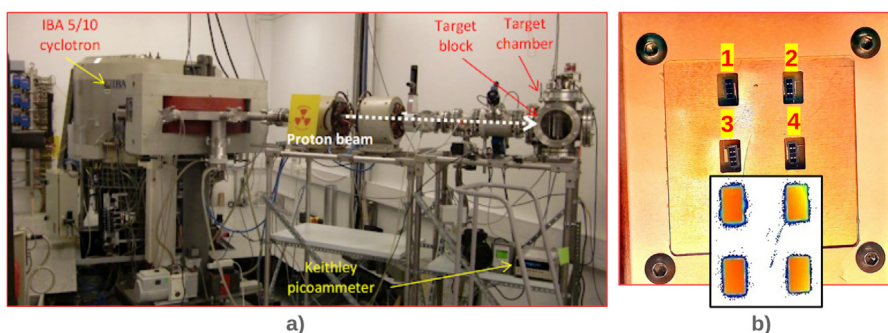 IBA 5/10
cyclotron
Target
block
Target
chamber
IBA
Proton beam
Keithley
picoammeter
1
2
3
4
a)
b)